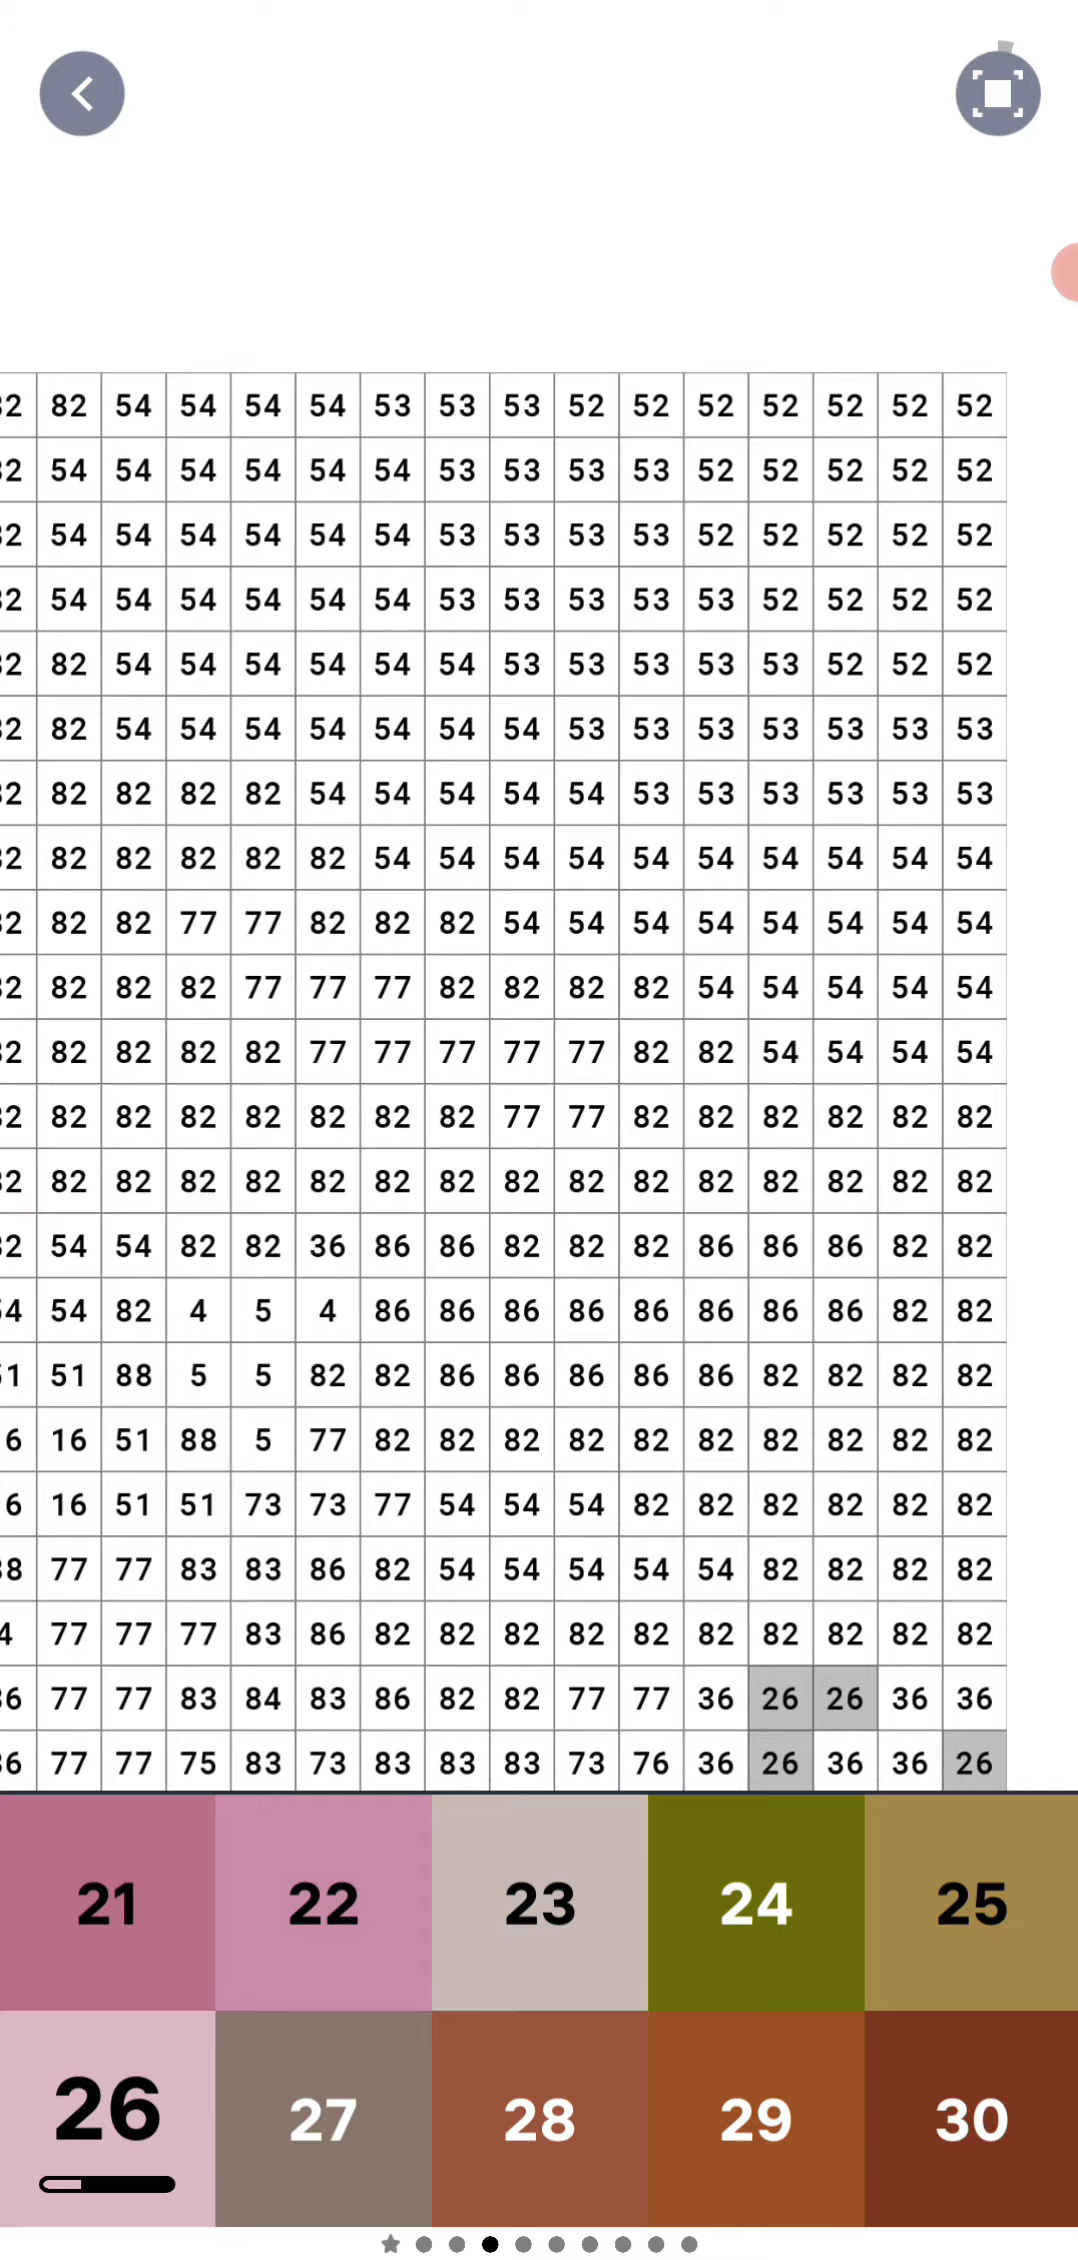 82 54 54 54 54 53 53 53 52 52 52 52 52 52 52
54 54 54 54 54 54 53 53 53 53 52 52 52 52 52
54 54 54 54 54 54 53 53 53 53 52 52 52 52 52
54 54 54 54 54 54 53 53 53 53 53 52 52 52 52
82 54 54 54 54 54 54 53 53 53 53 53 52 52 52
82 54 54 54 54 54 54 54 53 53 53 53 53 53 53
82 82 82 82 54 54 54 54 54 53 53 53 53 53 53
82 82 82 82 82 54 54 54 54 54 54 54 54 54 54
82 82 77 77 82 82 82 54 54 54 54 54 54 54 54
82 82 82 77 77 77 82 82 82 82 54 54 54 54 54
82 82 82 82 77 77 77 77 77 82 82 54 54 54 54
82 82 82 82 82 82 82 77 77 82 82 82 82 82 82
82 82 82 82 82 82 82 82 82 82 82 82 82 82 82
54 54 82 82 36 86 86 82 82 82 86 86 86 82 82
54 82 4 5 4 86 86 86 86 86 86 86 86 82 82
51 88 5 5 82 82 86 86 86 86 86 82 82 82 82
16 51 88 5 77 82 82 82 82 82 82 82 82 82 82
16 51 51 73 73 77 54 54 54 82 82 82 82 82 82
77 77 83 83 86 82 54 54 54 54 54 82 82 82 82
77 77 77 83 86 82 82 82 82 82 82 82 82 82 82
77 77 83 84 83 86 82 82 77 77 36 26 26 36 36
77 77 75 83 73 83 83 83 73 76 36 26 36 36 26
21 22 23 24 25
26 27 28 29 30